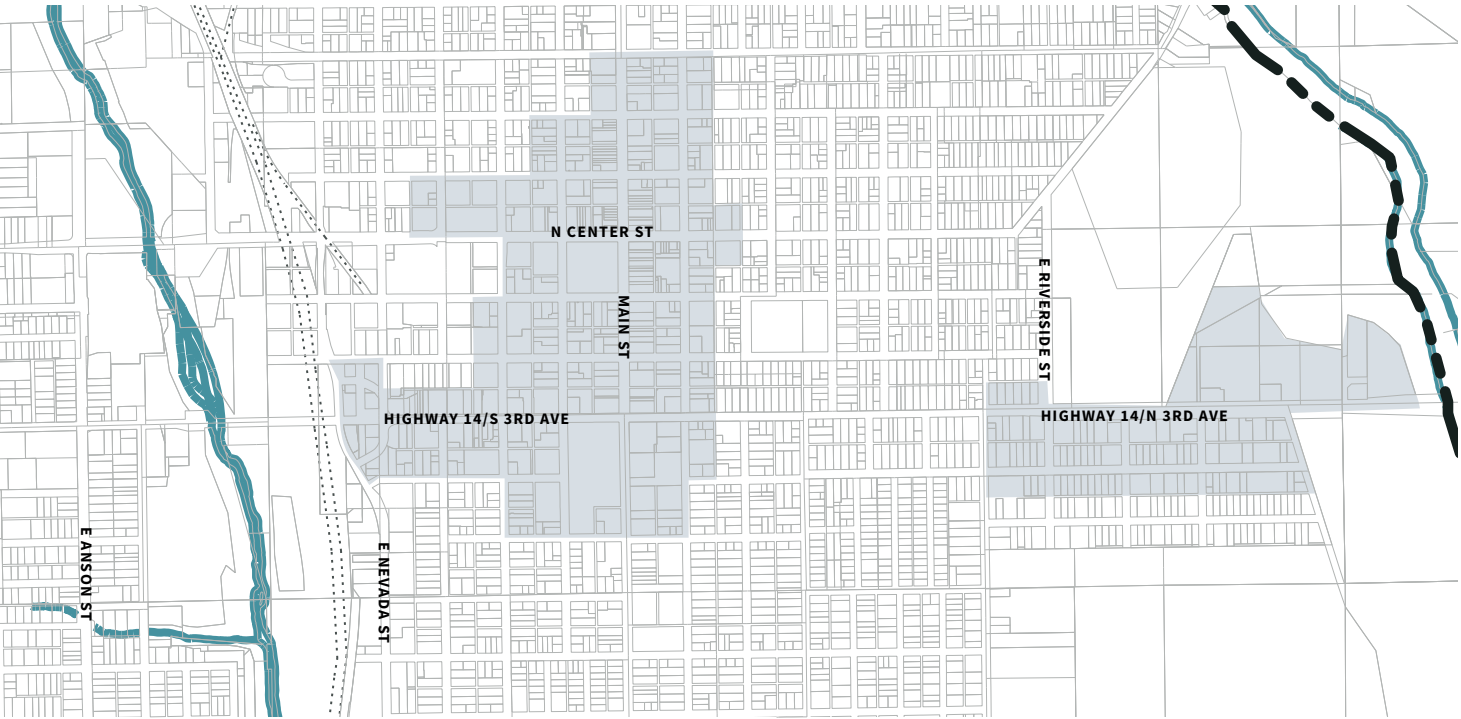 N CENTER ST
E RIVERSIDE ST
MAIN ST
HIGHWAY 14/S 3RD AVE
HIGHWAY 14/N 3RD AVE
E ANSON ST
E NEVADA ST